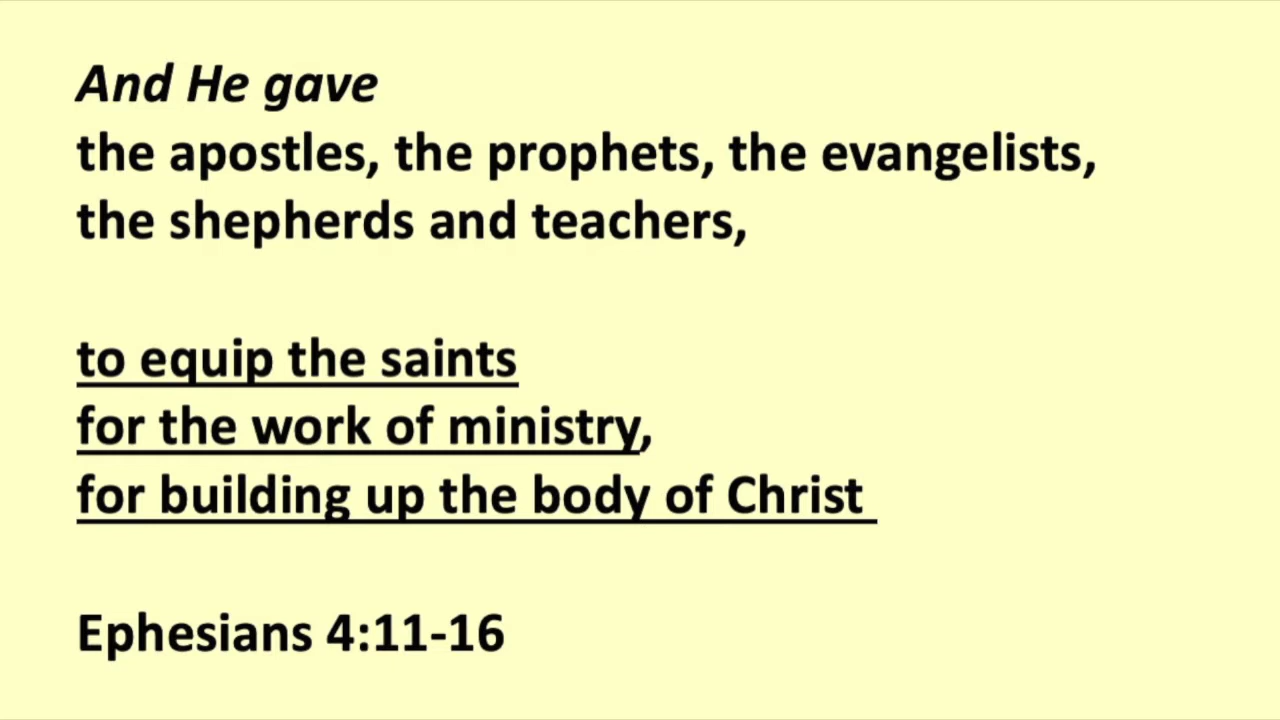 And He gave
the apostles, the prophets, the evangelists,
the shepherds and teachers,
to equip the saints
for the work of ministry,
for building up the body of Christ
Ephesians 4:11-16